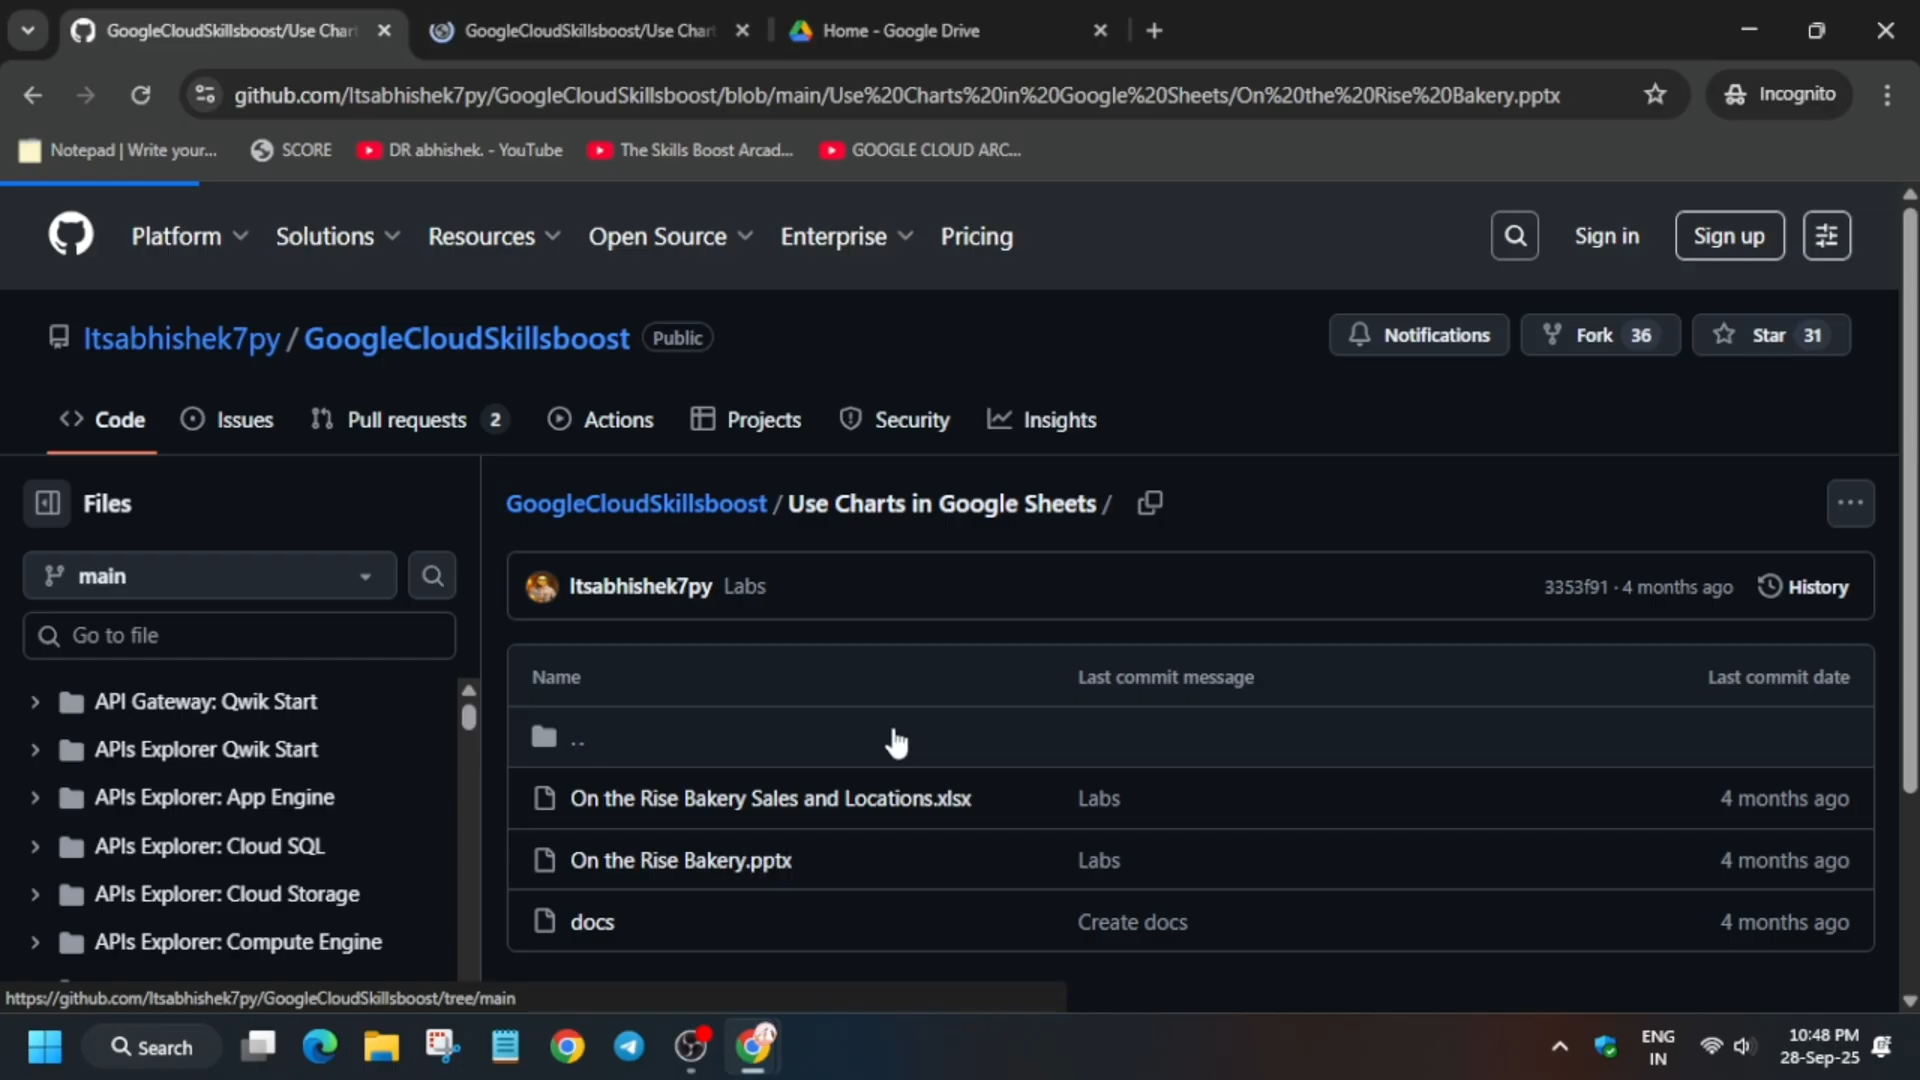 GoogleCloudSkillsboost/Use Char
GoogleCloudSkillsboost/Use Char
Home - Google Drive
github.com/Itsabhishek7py/GoogleCloudSkillsboost/blob/main/Use%20Charts%20in%20Google%20Sheets/On%20the%20Rise%20Bakery.pptx
Incognito
Notepad | Write your...
SCORE
DR abhishek. - YouTube
The Skills Boost Arcad...
GOOGLE CLOUD ARC...
Platform
Solutions
Resources
Open Source
Enterprise
Pricing
Sign in
Sign up
Itsabhishek7py / GoogleCloudSkillsboost
Public
Notifications
Fork 36
Star 31
Code
Issues
Pull requests 2
Actions
Projects
Security
Insights
Files
main
Go to file
API Gateway: Qwik Start
APIs Explorer Qwik Start
APIs Explorer: App Engine
APIs Explorer: Cloud SQL
APIs Explorer: Cloud Storage
APIs Explorer: Compute Engine
GoogleCloudSkillsboost / Use Charts in Google Sheets /
Itsabhishek7py Labs
3353f91 · 4 months ago
History
Name Last commit message Last commit date
..
On the Rise Bakery Sales and Locations.xlsx Labs 4 months ago
On the Rise Bakery.pptx Labs 4 months ago
docs Create docs 4 months ago
https://github.com/Itsabhishek7py/GoogleCloudSkillsboost/tree/main
Search
ENG
IN
10:48 PM
28-Sep-25